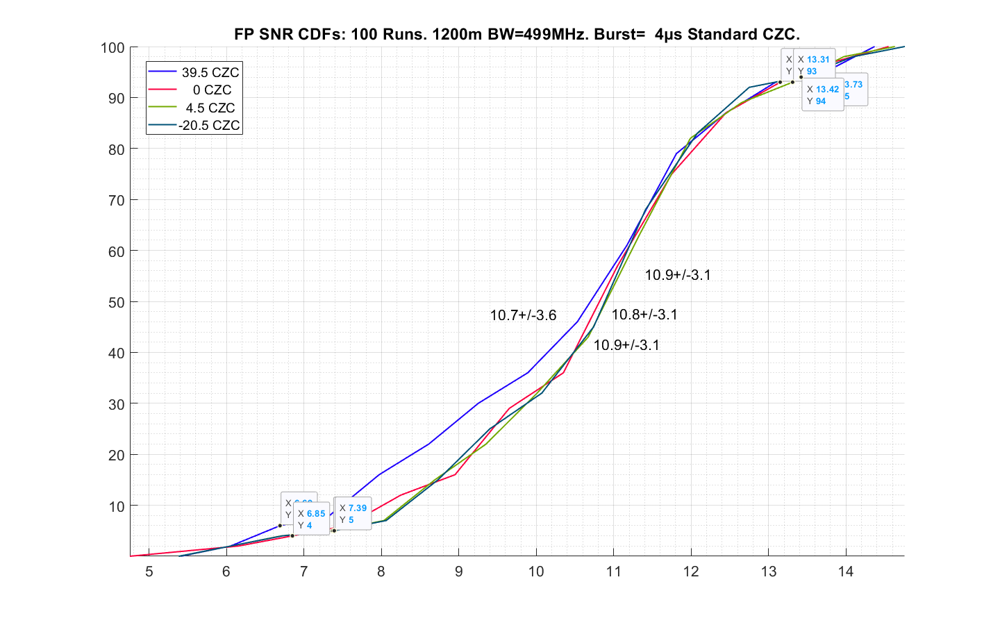 FP SNR CDFs: 100 Runs. 1200m BW=499MHz. Burst= 4µs Standard CZC.
100
90
80
70
60
50
40
30
20
10
39.5 CZC
0 CZC
4.5 CZC
-20.5 CZC
X
Y
X 13.31
Y 93
X 13.42
Y 94
3.73
5
10.9+/-3.1
10.7+/-3.6
10.8+/-3.1
10.9+/-3.1
X
Y
X 6.85
Y 4
X 7.39
Y 5
5
6
7
8
9
10
11
12
13
14